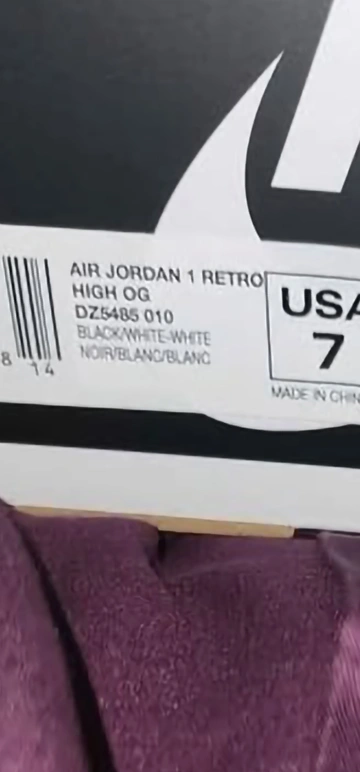 AIR JORDAN 1 RETRO
HIGH OG
DZ5485 010
BLACK/WHITE-WHITE
NOIR/BLANC/BLANC
8 14
USA
7
MADE IN CHIN